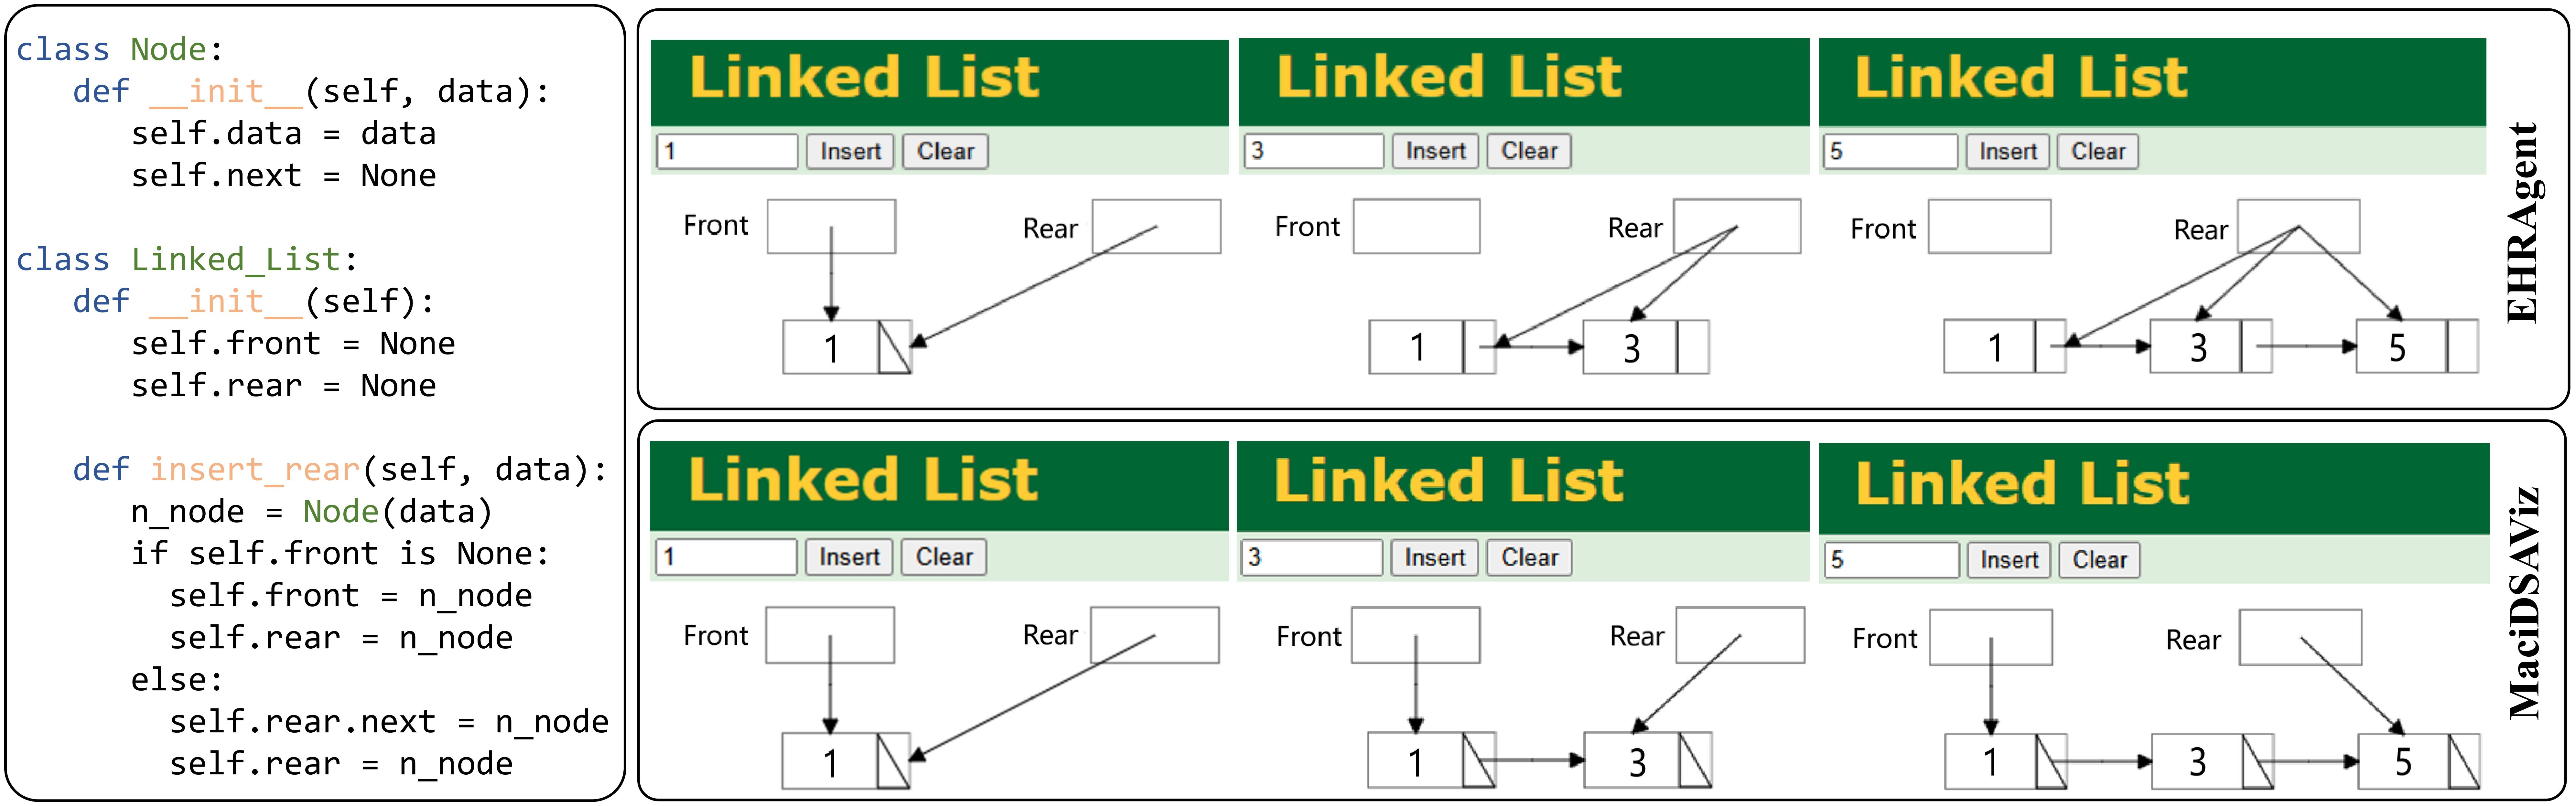 class Node:
def __init__(self, data):
self.data = data
self.next = None
class Linked_List:
def __init__(self):
self.front = None
self.rear = None
def insert_rear(self, data):
n_node = Node(data)
if self.front is None:
self.front = n_node
self.rear = n_node
else:
self.rear.next = n_node
self.rear = n_node
Linked List
1 Insert Clear
Front Rear
1
Linked List
3 Insert Clear
Front Rear
1 3
Linked List
5 Insert Clear
Front Rear
1 3 5
EHRAgent
Linked List
1 Insert Clear
Front Rear
1
Linked List
3 Insert Clear
Front Rear
1 3
Linked List
5 Insert Clear
Front Rear
1 3 5
MaciDSAViz